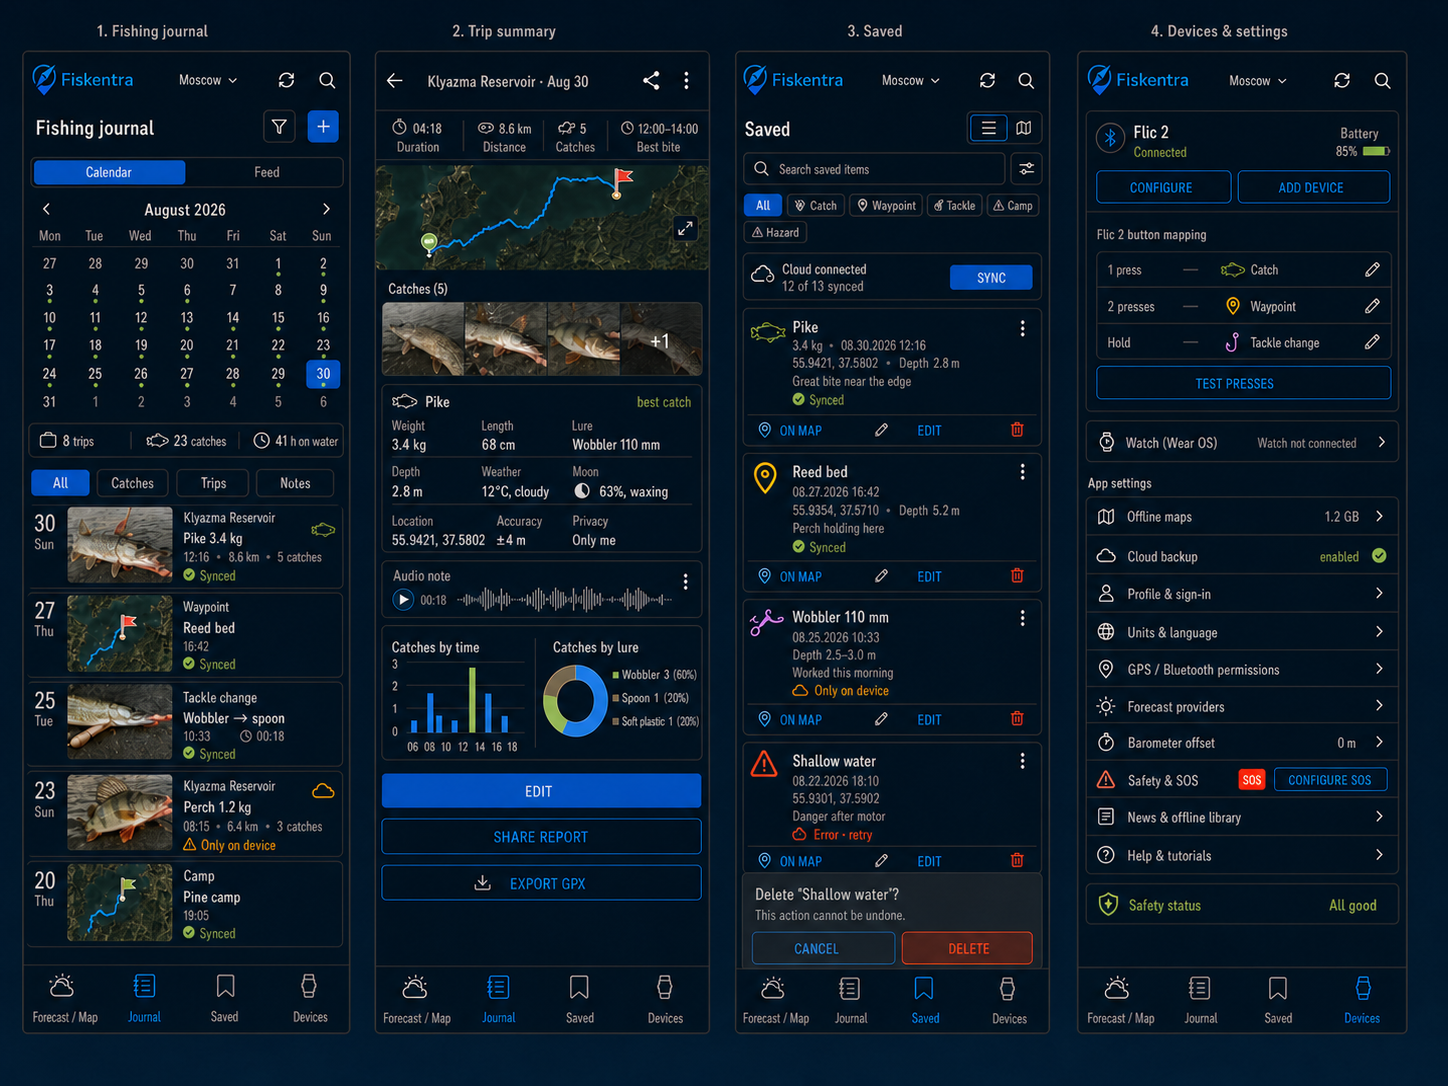 1. Fishing journal
Fiskentra
Moscow
Fishing journal
Calendar
Feed
August 2026
Mon Tue Wed Thu Fri Sat Sun
27 28 29 30 31 1 2
3 4 5 6 7 8 9
10 11 12 13 14 15 16
17 18 19 20 21 22 23
24 25 26 27 28 29 30
31 1 2 3 4 5 6
8 trips
23 catches
41 h on water
All
Catches
Trips
Notes
30
Sun
Klyazma Reservoir
Pike 3.4 kg
12:16 • 8.6 km • 5 catches
Synced
27
Thu
Waypoint
Reed bed
16:42
Synced
25
Tue
Tackle change
Wobbler → spoon
10:33 00:18
Synced
23
Sun
Klyazma Reservoir
Perch 1.2 kg
08:15 • 6.4 km • 3 catches
Only on device
20
Thu
Camp
Pine camp
19:05
Synced
Forecast / Map
Journal
Saved
Devices
2. Trip summary
Klyazma Reservoir · Aug 30
04:18
Duration
8.6 km
Distance
5
Catches
12:00–14:00
Best bite
Catches (5)
+1
Pike
best catch
Weight Length Lure
3.4 kg 68 cm Wobbler 110 mm
Depth Weather Moon
2.8 m 12°C, cloudy 63%, waxing
Location Accuracy Privacy
55.9421, 37.5802 ±4 m Only me
Audio note
00:18
Catches by time
3
2
1
0
06 08 10 12 14 16 18
Catches by lure
Wobbler 3 (60%)
Spoon 1 (20%)
Soft plastic 1 (20%)
EDIT
SHARE REPORT
EXPORT GPX
Forecast / Map
Journal
Saved
Devices
3. Saved
Fiskentra
Moscow
Saved
Search saved items
All
Catch
Waypoint
Tackle
Camp
Hazard
Cloud connected
12 of 13 synced
SYNC
Pike
3.4 kg • 08.30.2026 12:16
55.9421, 37.5802 • Depth 2.8 m
Great bite near the edge
Synced
ON MAP
EDIT
Reed bed
08.27.2026 16:42
55.9354, 37.5710 • Depth 5.2 m
Perch holding here
Synced
ON MAP
EDIT
Wobbler 110 mm
08.25.2026 10:33
Depth 2.5–3.0 m
Worked this morning
Only on device
ON MAP
EDIT
Shallow water
08.22.2026 18:10
55.9301, 37.5902
Danger after motor
Error · retry
ON MAP
EDIT
Delete "Shallow water"?
This action cannot be undone.
CANCEL
DELETE
Forecast / Map
Journal
Saved
Devices
4. Devices & settings
Fiskentra
Moscow
Flic 2
Connected
Battery
85%
CONFIGURE
ADD DEVICE
Flic 2 button mapping
1 press — Catch
2 presses — Waypoint
Hold — Tackle change
TEST PRESSES
Watch (Wear OS)
Watch not connected
App settings
Offline maps
1.2 GB
Cloud backup
enabled
Profile & sign-in
Units & language
GPS / Bluetooth permissions
Forecast providers
Barometer offset
0 m
Safety & SOS
SOS
CONFIGURE SOS
News & offline library
Help & tutorials
Safety status
All good
Forecast / Map
Journal
Saved
Devices